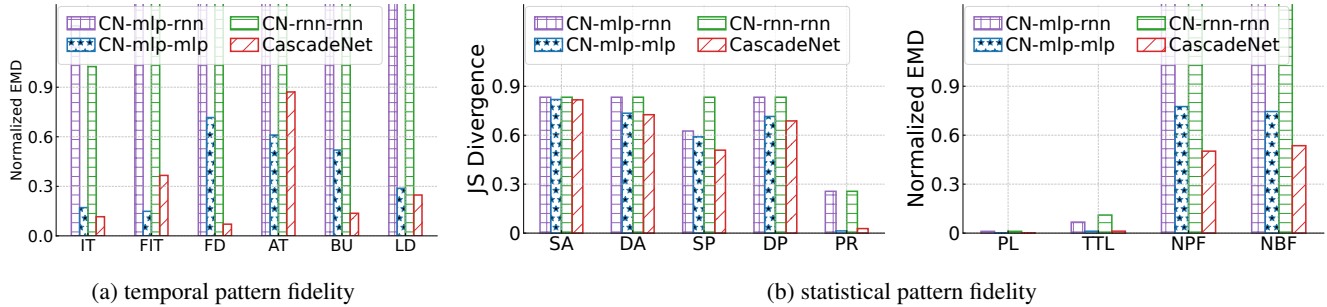 CN-mlp-rnn CN-rnn-rnn
CN-mlp-mlp CascadeNet
Normalized EMD
0.9
0.6
0.3
0.0
IT FIT FD AT BU LD
(a) temporal pattern fidelity
CN-mlp-rnn CN-rnn-rnn
CN-mlp-mlp CascadeNet
JS Divergence
0.9
0.6
0.3
0
SA DA SP DP PR
CN-mlp-rnn CN-rnn-rnn
CN-mlp-mlp CascadeNet
Normalized EMD
0.9
0.6
0.3
0
PL TTL NPF NBF
(b) statistical pattern fidelity